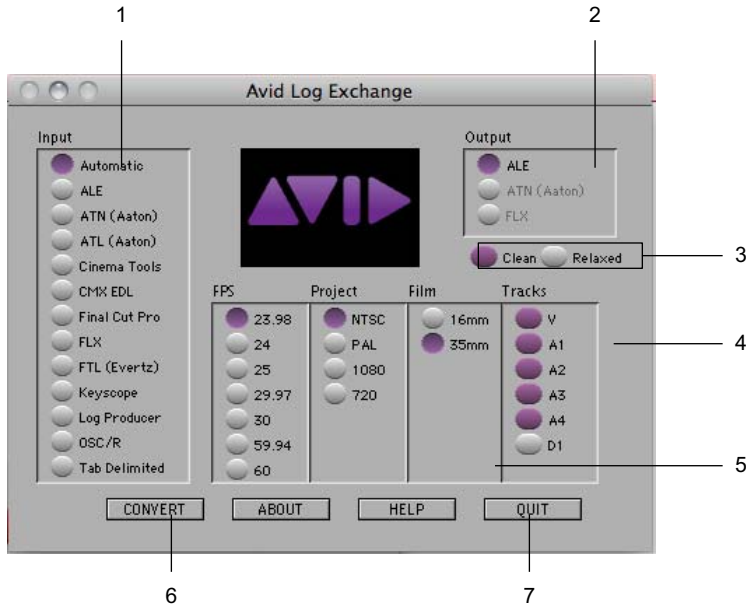 1
2
Avid Log Exchange
Input
Automatic
ALE
ATN (Aaton)
ATL (Aaton)
Cinema Tools
CMX EDL
Final Cut Pro
FLX
FTL (Evertz)
Keyscope
Log Producer
OSC/R
Tab Delimited
AVID
Output
ALE
ATN (Aaton)
FLX
Clean Relaxed
3
FPS
23.98
24
25
29.97
30
59.94
60
Project
NTSC
PAL
1080
720
Film
16mm
35mm
Tracks
V
A1
A2
A3
A4
D1
4
5
CONVERT ABOUT HELP QUIT
6
7